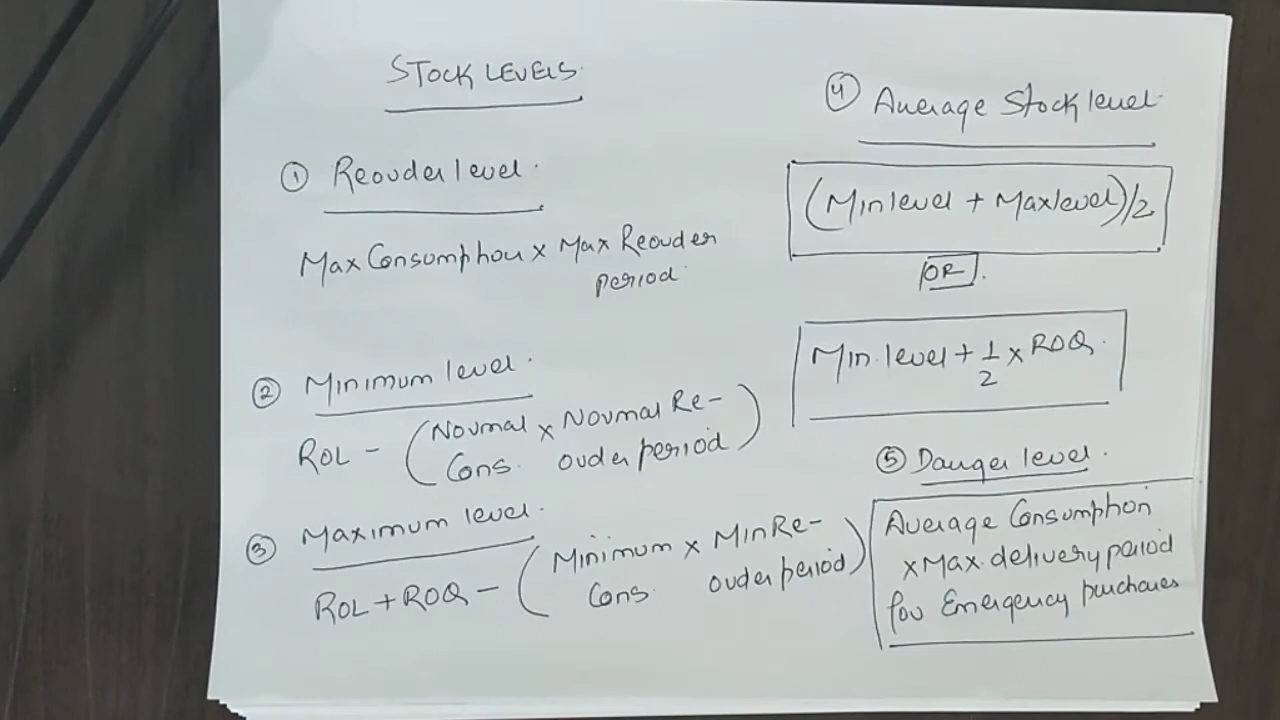 STOCK LEVELS
① Reorder level.
Max Consumption x Max Reorder
period.
② Minimum level.
ROL - (Normal x Normal Re-
Cons. order period)
③ Maximum level.
ROL + ROQ - (Minimum x Min Re-
Cons. order period)
④ Average Stock level.
(Min level + Max level)/2
OR.
Min. level + 1/2 x ROQ.
⑤ Danger level.
Average Consumption
x Max. delivery period
for Emergency purchases